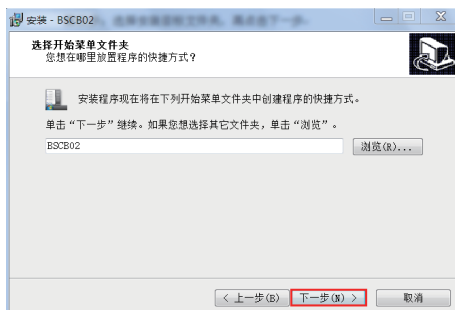 安装 - BSCB02
选择开始菜单文件夹
您想在哪里放置程序的快捷方式？
安装程序现在将在下列开始菜单文件夹中创建程序的快捷方式。
单击“下一步”继续。如果您想选择其它文件夹，单击“浏览”。
BSCB02
浏览(R)...
< 上一步(B)
下一步(N) >
取消